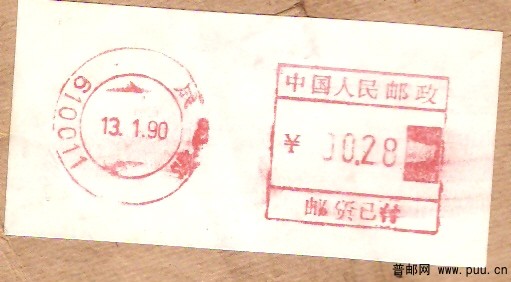 610011
13.1.90
中国人民邮政
¥ 00.28
邮资已付
普邮网 www.puu.cn